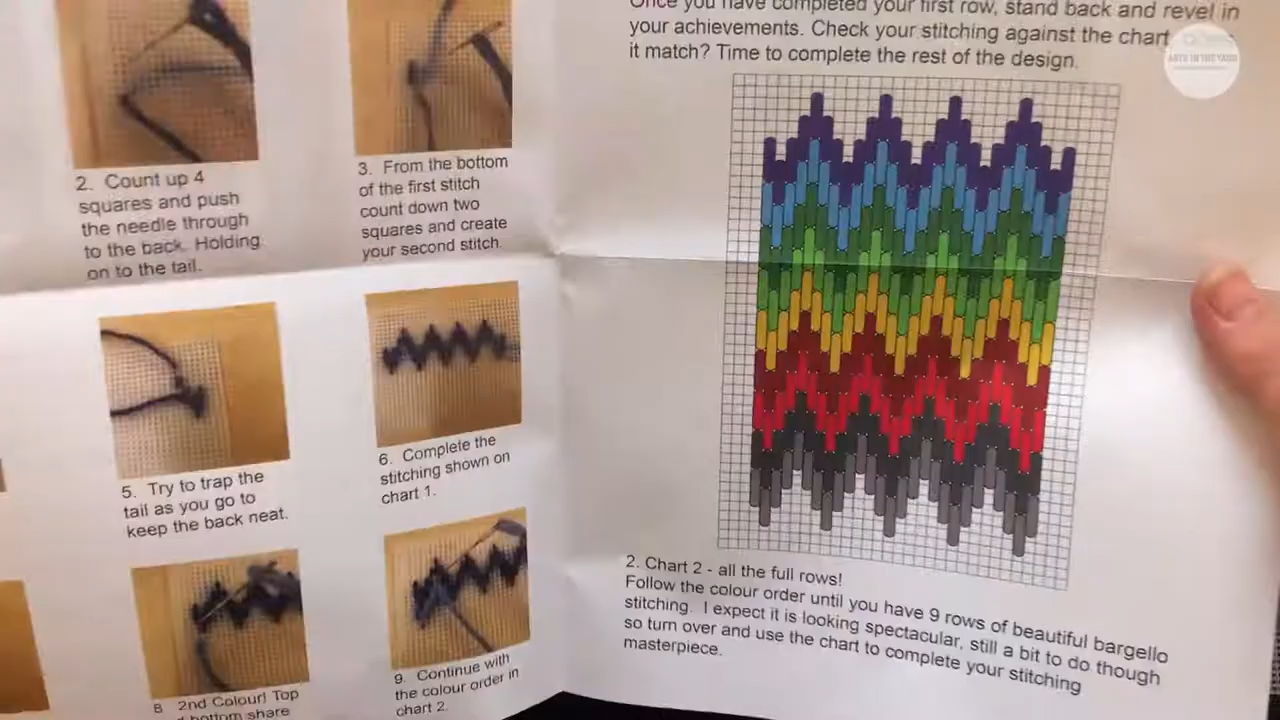 2. Count up 4
squares and push
the needle through
to the back. Holding
on to the tail.
3. From the bottom
of the first stitch
count down two
squares and create
your second stitch.
5. Try to trap the
tail as you go to
keep the back neat.
6. Complete the
stitching shown on
chart 1.
8 2nd Colour! Top
bottom share
9. Continue with
the colour order in
chart 2.
Once you have completed your first row, stand back and revel in
your achievements. Check your stitching against the chart
it match? Time to complete the rest of the design.
ARTS IN THE YARD
2. Chart 2 - all the full rows!
Follow the colour order until you have 9 rows of beautiful bargello
stitching. I expect it is looking spectacular, still a bit to do though
so turn over and use the chart to complete your stitching
masterpiece.